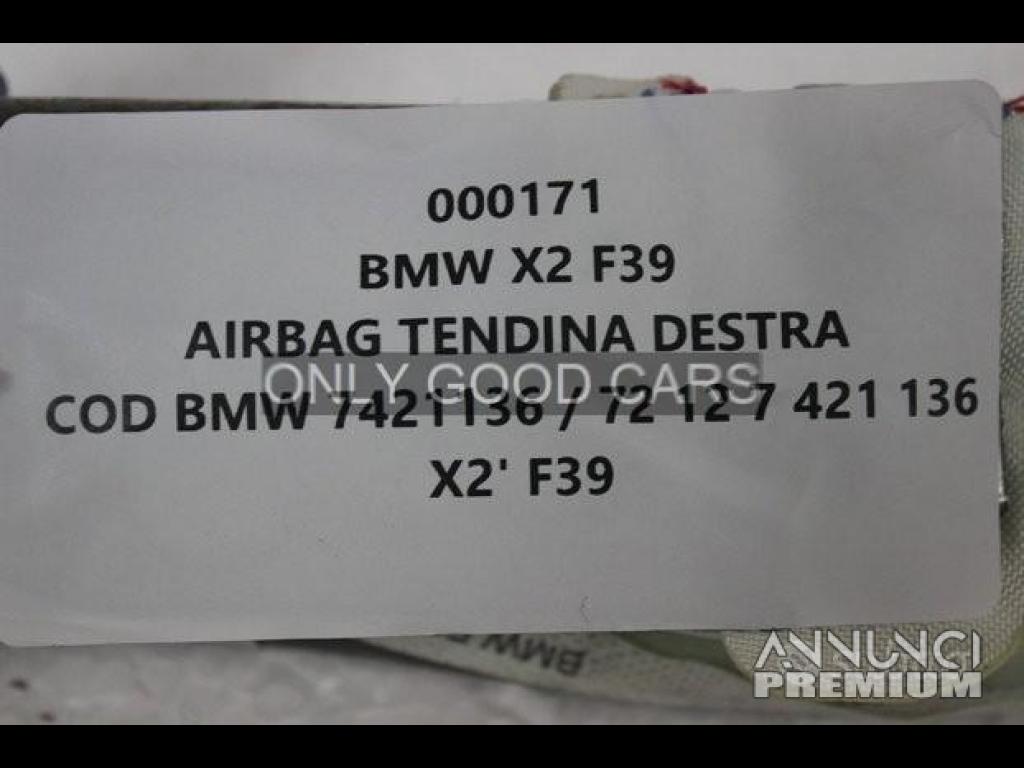 000171
BMW X2 F39
AIRBAG TENDINA DESTRA
ONLY GOOD CARS
COD BMW 7421136 / 72 12 7 421 136
X2' F39
BMW
ANNUNCI
PREMIUM